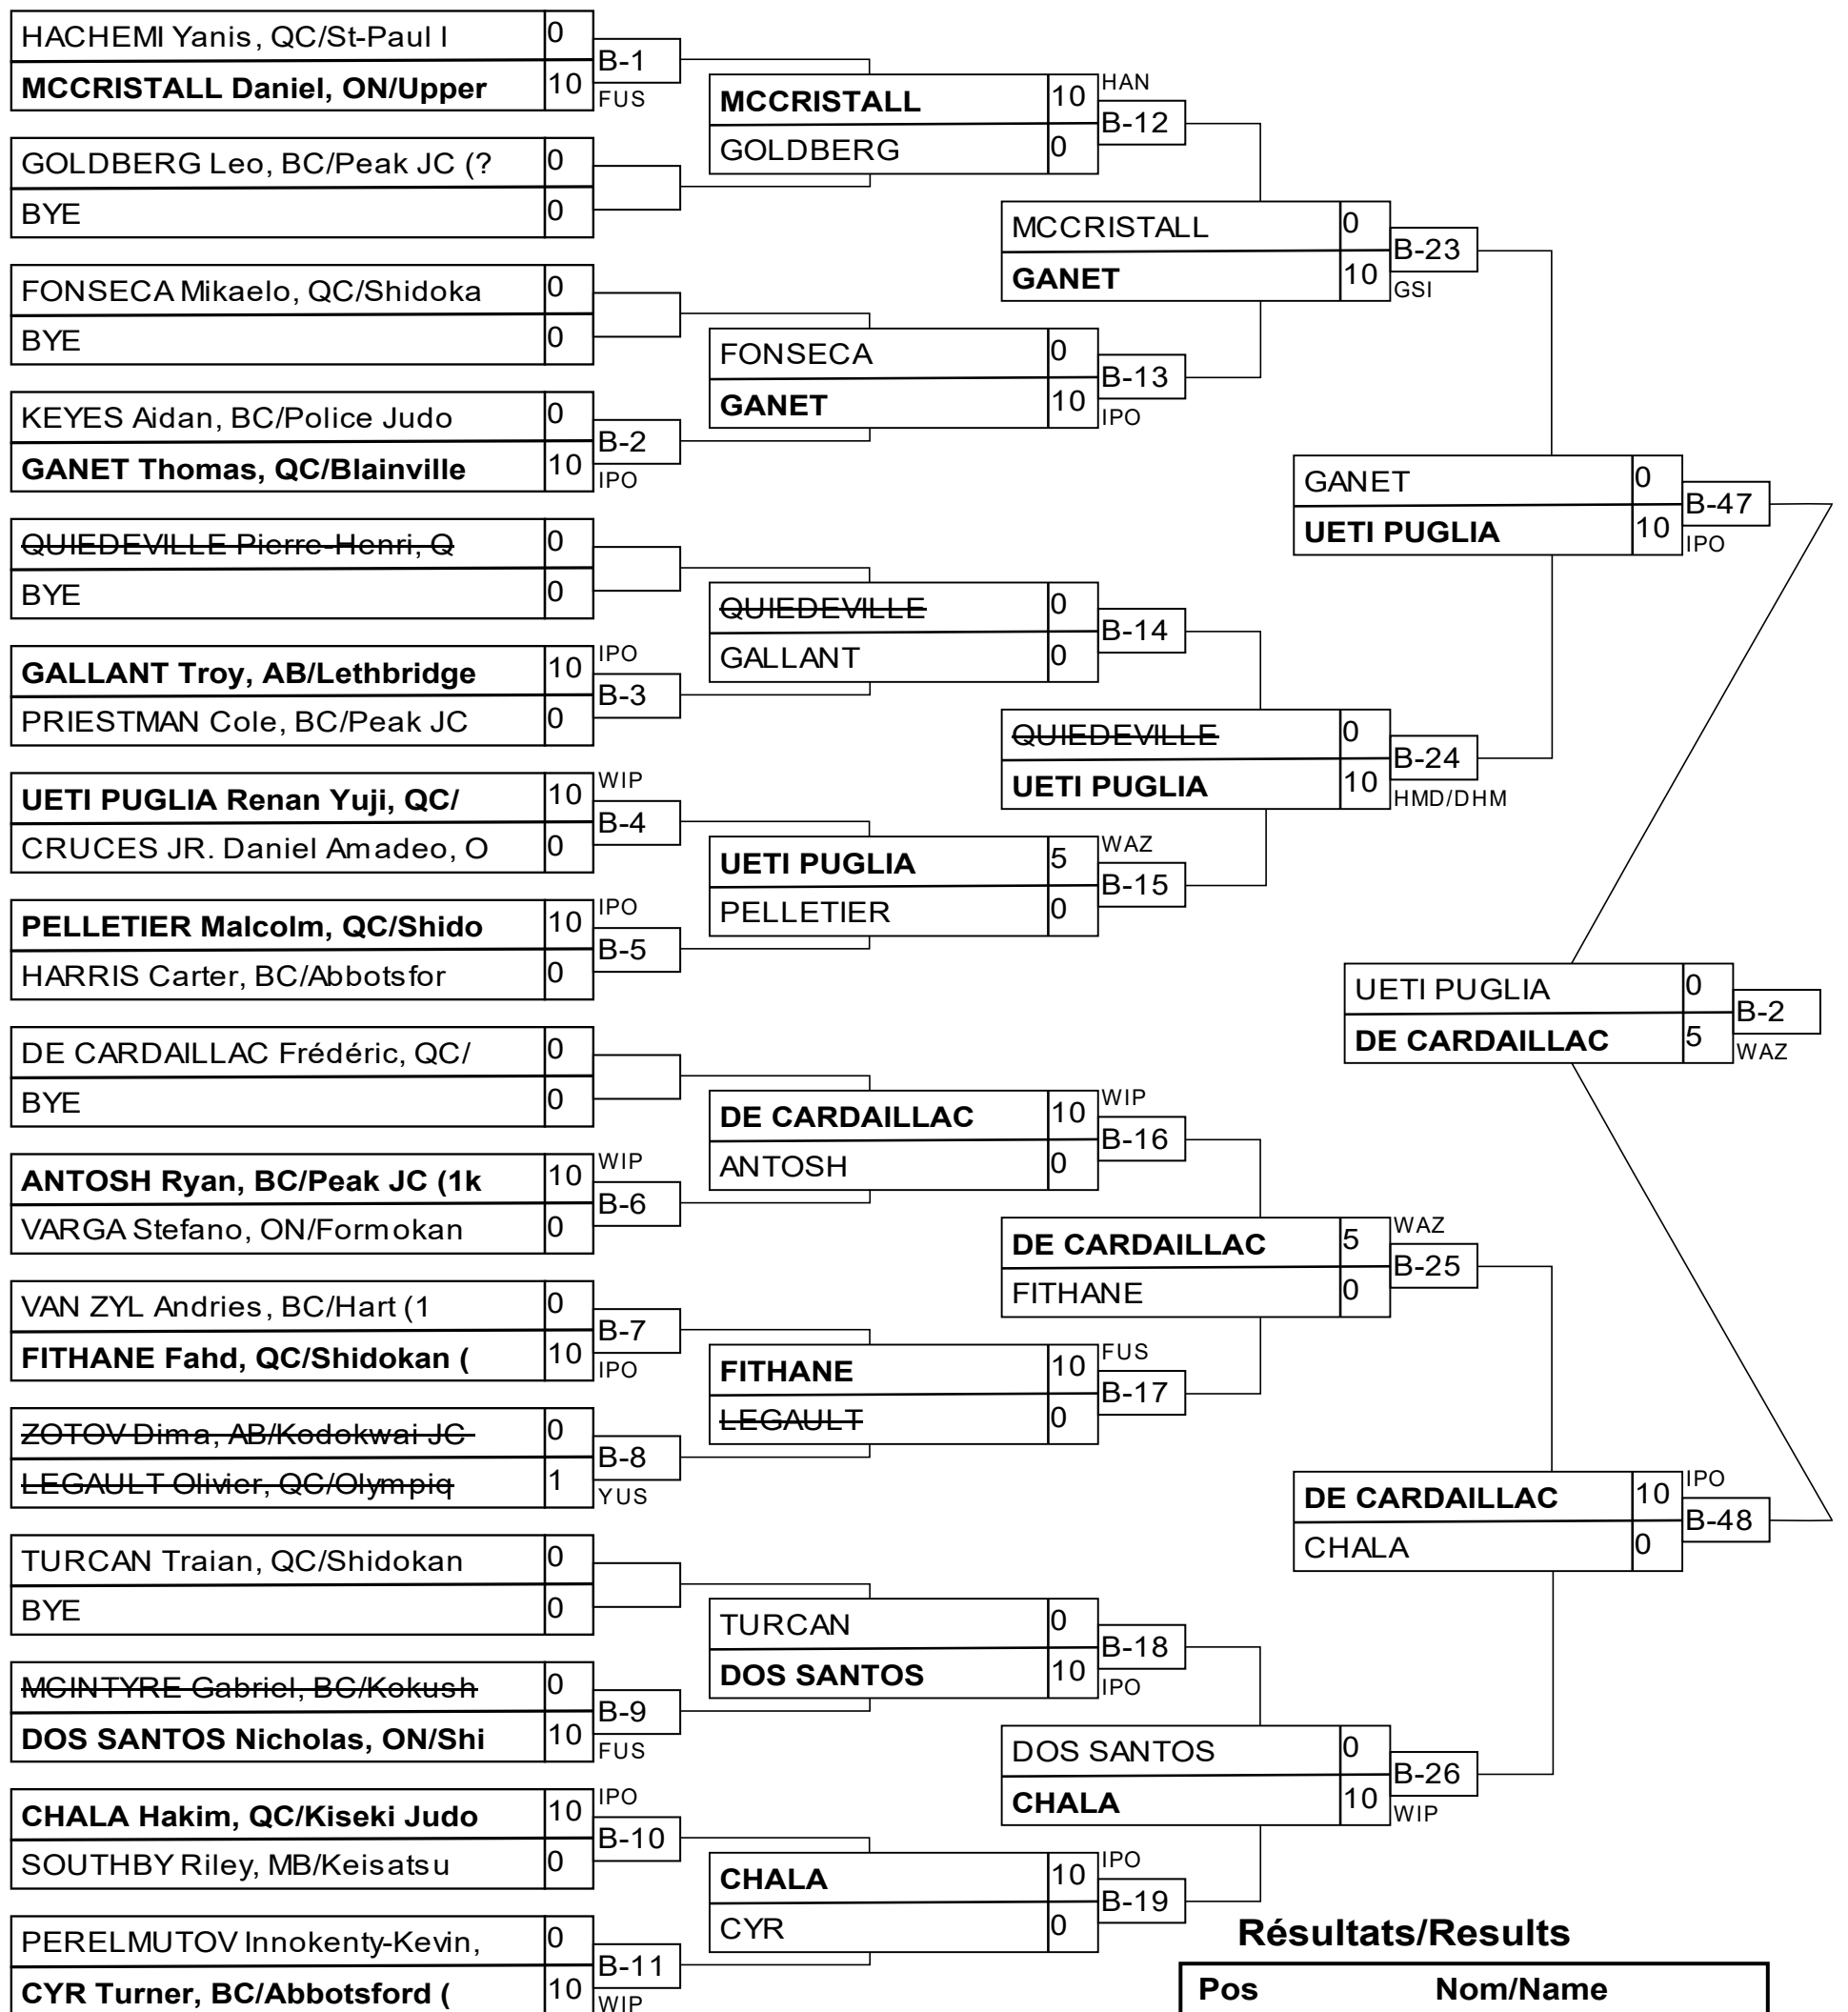 HACHEMI Yanis, QC/St-Paul l 0
B-1
MCCRISTALL Daniel, ON/Upper 10
FUS
GOLDBERG Leo, BC/Peak JC (? 0
BYE 0
FONSECA Mikaelo, QC/Shidoka 0
BYE 0
KEYES Aidan, BC/Police Judo 0
B-2
GANET Thomas, QC/Blainville 10
IPO
QUIEDEVILLE Pierre-Henri, Q 0
BYE 0
GALLANT Troy, AB/Lethbridge 10
IPO
B-3
PRIESTMAN Cole, BC/Peak JC 0
UETI PUGLIA Renan Yuji, QC/ 10
WIP
B-4
CRUCES JR. Daniel Amadeo, O 0
PELLETIER Malcolm, QC/Shido 10
IPO
B-5
HARRIS Carter, BC/Abbotsfor 0
DE CARDAILLAC Frédéric, QC/ 0
BYE 0
ANTOSH Ryan, BC/Peak JC (1k 10
WIP
B-6
VARGA Stefano, ON/Formokan 0
VAN ZYL Andries, BC/Hart (1 0
B-7
FITHANE Fahd, QC/Shidokan ( 10
IPO
ZOTOV Dima, AB/Kodokwai JC 0
B-8
LEGAULT Olivier, QC/Olympiq 1
YUS
TURCAN Traian, QC/Shidokan 0
BYE 0
MCINTYRE Gabriel, BC/Kokush 0
B-9
DOS SANTOS Nicholas, ON/Shi 10
FUS
CHALA Hakim, QC/Kiseki Judo 10
IPO
B-10
SOUTHBY Riley, MB/Keisatsu 0
PERELMUTOV Innokenty-Kevin, 0
B-11
CYR Turner, BC/Abbotsford ( 10
WIP
MCCRISTALL 10
HAN
B-12
GOLDBERG 0
FONSECA 0
B-13
GANET 10
IPO
QUIEDEVILLE 0
B-14
GALLANT 0
UETI PUGLIA 5
WAZ
B-15
PELLETIER 0
DE CARDAILLAC 10
WIP
B-16
ANTOSH 0
FITHANE 10
FUS
B-17
LEGAULT 0
TURCAN 0
B-18
DOS SANTOS 10
IPO
CHALA 10
IPO
B-19
CYR 0
MCCRISTALL 0
B-23
GANET 10
GSI
QUIEDEVILLE 0
B-24
UETI PUGLIA 10
HMD/DHM
DE CARDAILLAC 5
WAZ
B-25
FITHANE 0
DOS SANTOS 0
B-26
CHALA 10
WIP
GANET 0
B-47
UETI PUGLIA 10
IPO
DE CARDAILLAC 10
IPO
B-48
CHALA 0
UETI PUGLIA 0
B-2
DE CARDAILLAC 5
WAZ
Résultats/Results
Pos Nom/Name